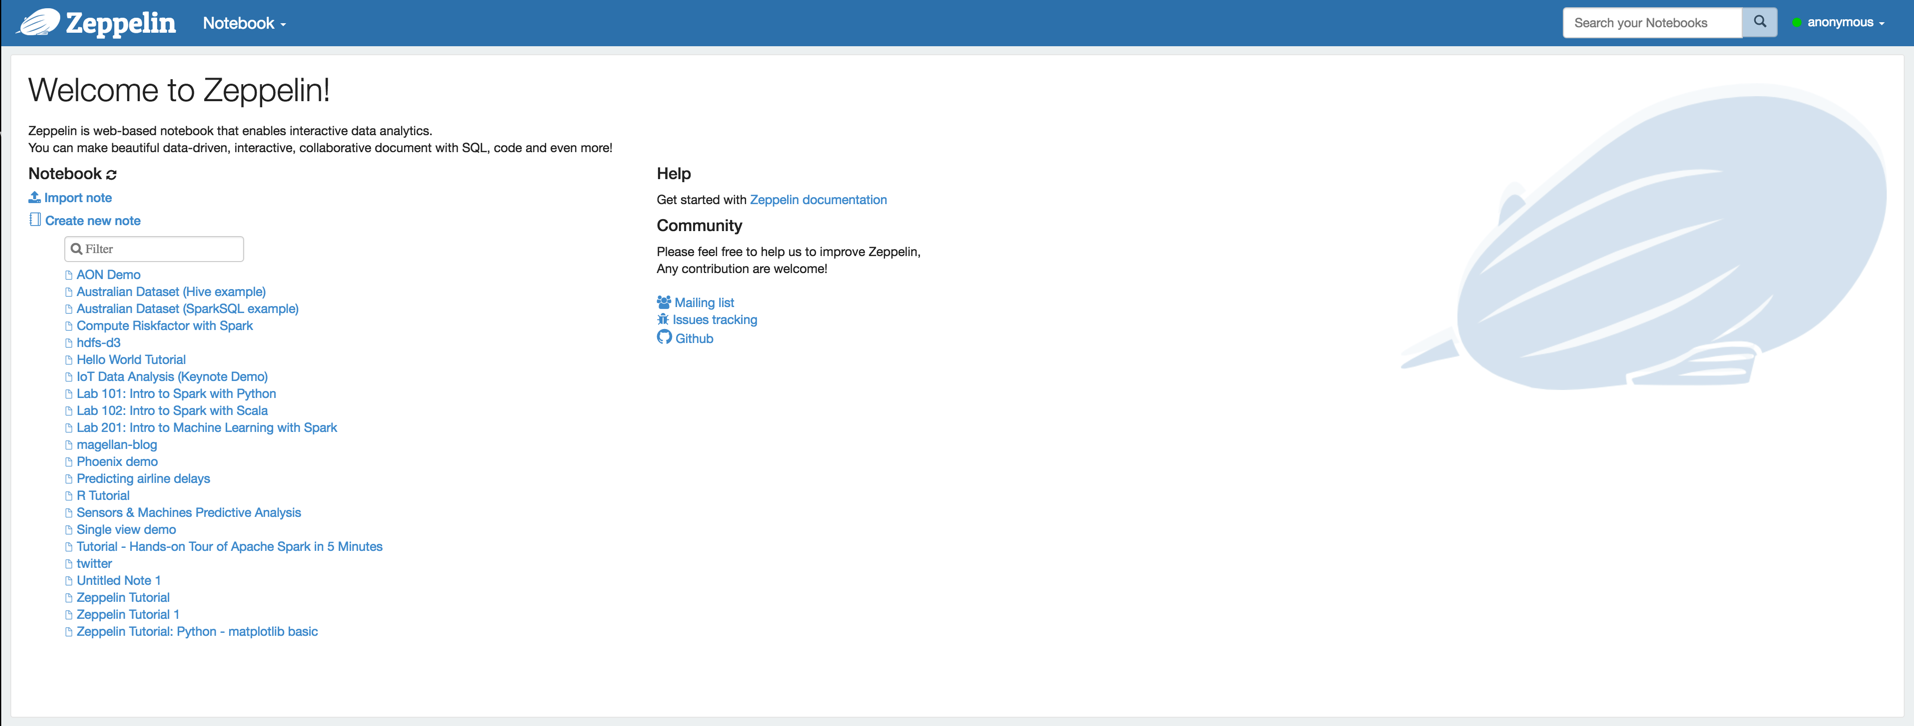 Zeppelin
Notebook
Search your Notebooks
anonymous
Welcome to Zeppelin!
Zeppelin is web-based notebook that enables interactive data analytics.
You can make beautiful data-driven, interactive, collaborative document with SQL, code and even more!
Notebook
Import note
Create new note
Filter
AON Demo
Australian Dataset (Hive example)
Australian Dataset (SparkSQL example)
Compute Riskfactor with Spark
hdfs-d3
Hello World Tutorial
IoT Data Analysis (Keynote Demo)
Lab 101: Intro to Spark with Python
Lab 102: Intro to Spark with Scala
Lab 201: Intro to Machine Learning with Spark
magellan-blog
Phoenix demo
Predicting airline delays
R Tutorial
Sensors & Machines Predictive Analysis
Single view demo
Tutorial - Hands-on Tour of Apache Spark in 5 Minutes
twitter
Untitled Note 1
Zeppelin Tutorial
Zeppelin Tutorial 1
Zeppelin Tutorial: Python - matplotlib basic
Help
Get started with Zeppelin documentation
Community
Please feel free to help us to improve Zeppelin,
Any contribution are welcome!
Mailing list
Issues tracking
Github